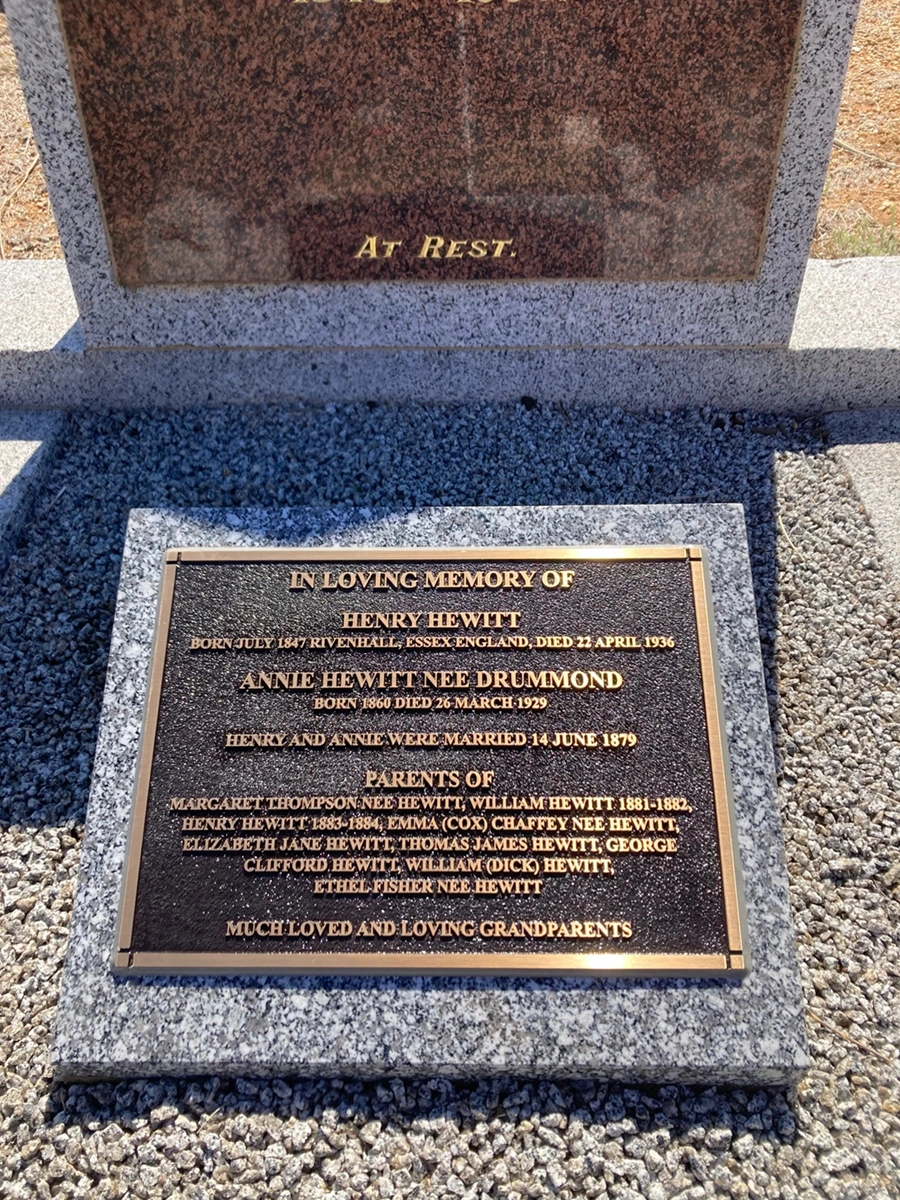 AT REST.
IN LOVING MEMORY OF
HENRY HEWITT
BORN JULY 1847 RIVENHALL, ESSEX ENGLAND, DIED 22 APRIL 1936
ANNIE HEWITT NEE DRUMMOND
BORN 1860 DIED 26 MARCH 1929
HENRY AND ANNIE WERE MARRIED 14 JUNE 1879
PARENTS OF
MARGARET THOMPSON NEE HEWITT, WILLIAM HEWITT 1881-1882,
HENRY HEWITT 1883-1884, EMMA (COX) CHAFFEY NEE HEWITT,
ELIZABETH JANE HEWITT, THOMAS JAMES HEWITT, GEORGE
CLIFFORD HEWITT, WILLIAM (DICK) HEWITT,
ETHEL FISHER NEE HEWITT
MUCH LOVED AND LOVING GRANDPARENTS